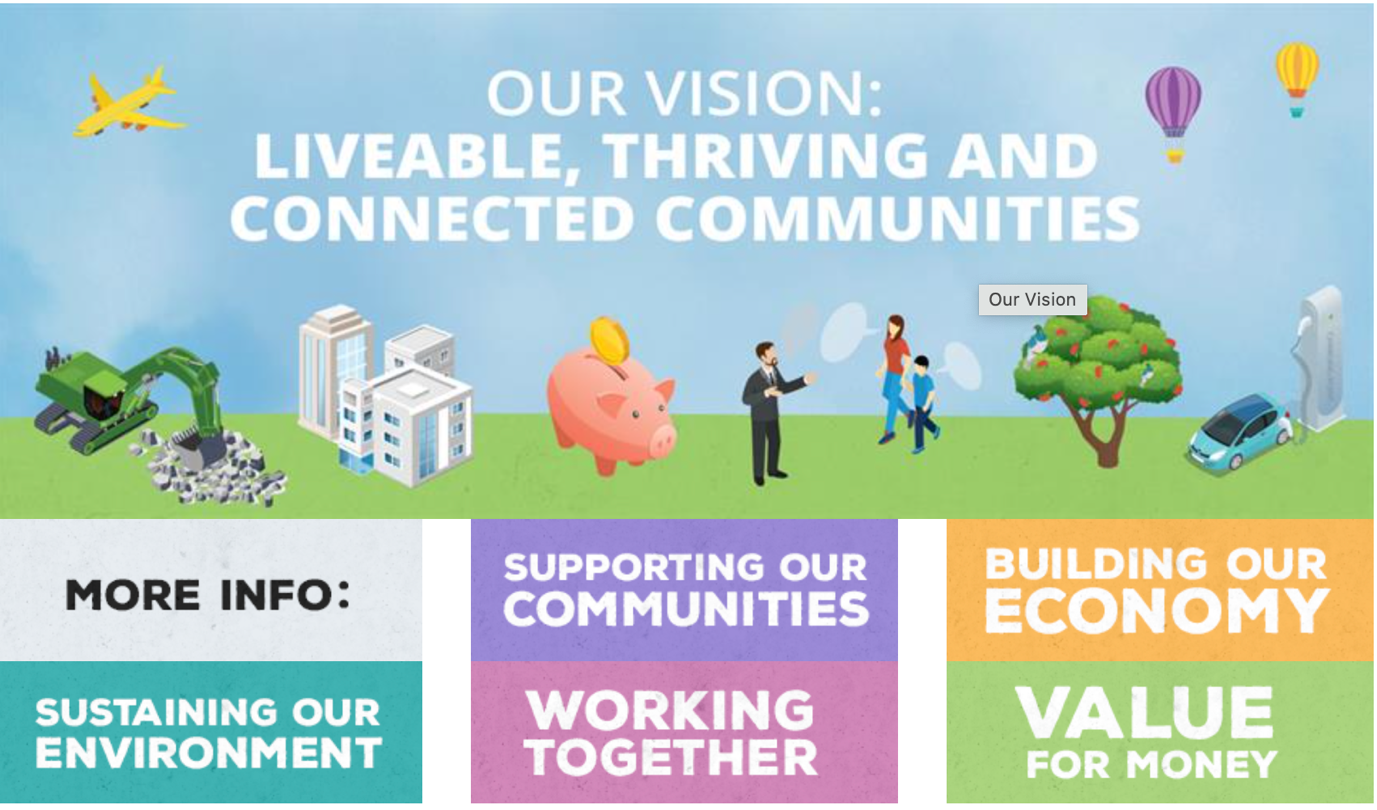 OUR VISION:
LIVEABLE, THRIVING AND
CONNECTED COMMUNITIES
Our Vision
MORE INFO:
SUPPORTING OUR
COMMUNITIES
BUILDING OUR
ECONOMY
SUSTAINING OUR
ENVIRONMENT
WORKING
TOGETHER
VALUE
FOR MONEY